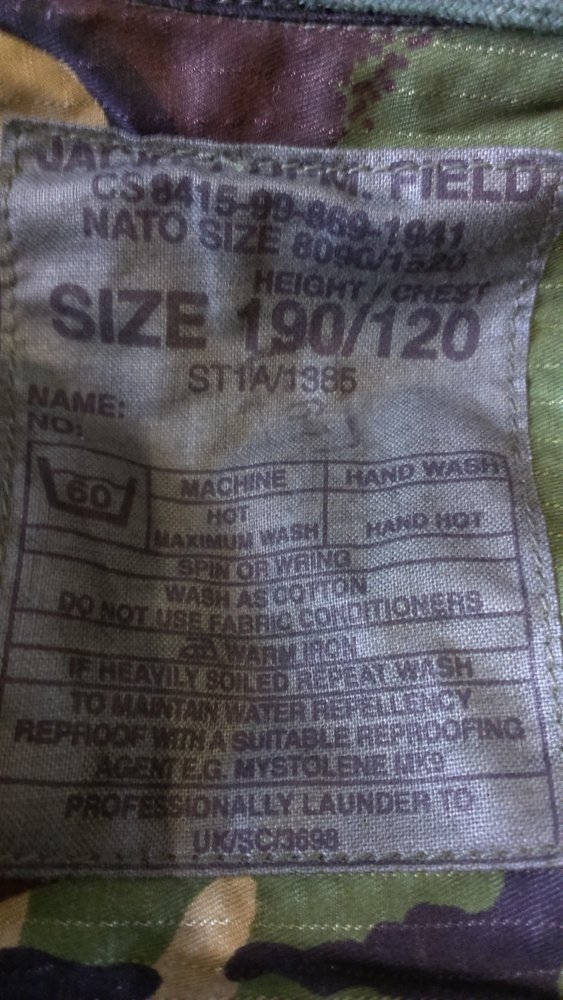 FIELD
CS 8415-99-869-1941
NATO SIZE 8090/1520
HEIGHT / CHEST
SIZE 190/120
ST1A/1385
NAME:
NO:
60
MACHINE
HAND WASH
HOT
MAXIMUM WASH
HAND HOT
SPIN OR WRING
WASH AS COTTON
DO NOT USE FABRIC CONDITIONERS
WARM IRON
IF HEAVILY SOILED REPEAT WASH
TO MAINTAIN WATER REPELLENCY
REPROOF WITH A SUITABLE REPROOFING
AGENT E.G. MYSTOLENE MK9
PROFESSIONALLY LAUNDER TO
UK/SC/3698